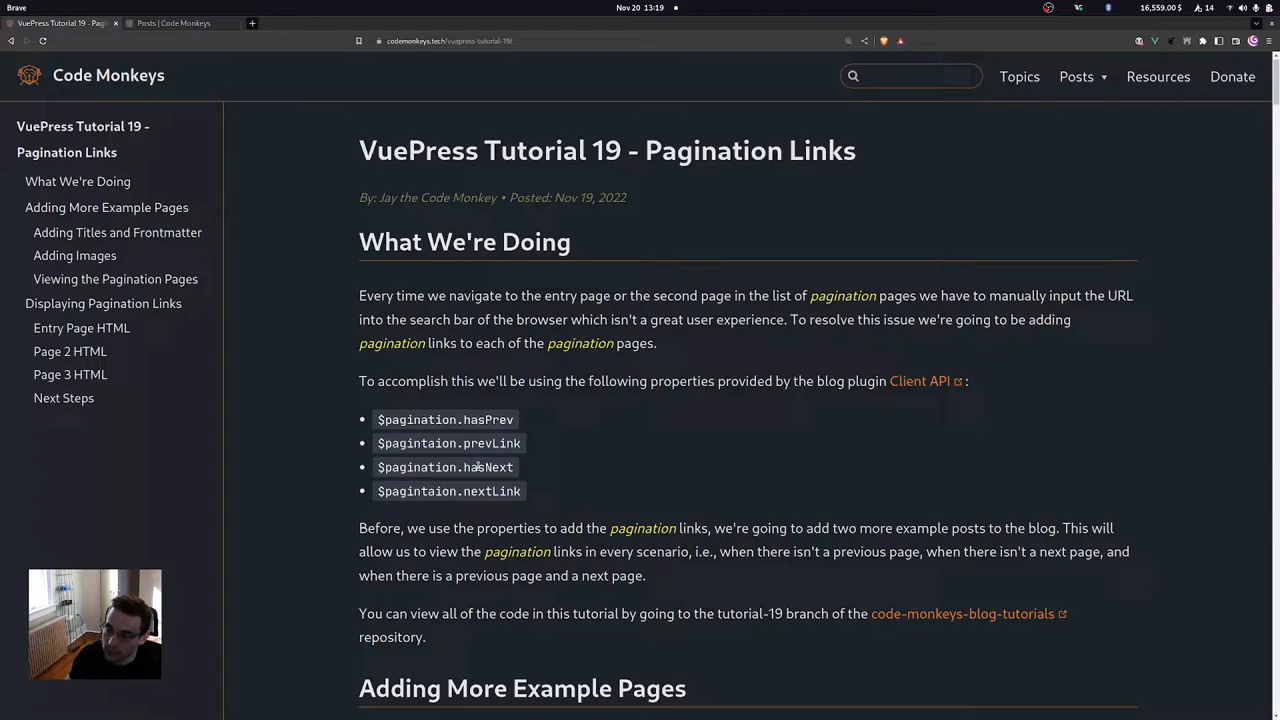 Brave
Nov 20 13:19
16,559.00
14
VuePress Tutorial 19 - Pagi
Posts | Code Monkeys
codemonkeys.tech/vuepress-tutorial-19/
Code Monkeys
Topics
Posts
Resources
Donate
VuePress Tutorial 19 -
Pagination Links
What We're Doing
Adding More Example Pages
Adding Titles and Frontmatter
Adding Images
Viewing the Pagination Pages
Displaying Pagination Links
Entry Page HTML
Page 2 HTML
Page 3 HTML
Next Steps
VuePress Tutorial 19 - Pagination Links
By: Jay the Code Monkey • Posted: Nov 19, 2022
What We're Doing
Every time we navigate to the entry page or the second page in the list of pagination pages we have to manually input the URL
into the search bar of the browser which isn't a great user experience. To resolve this issue we're going to be adding
pagination links to each of the pagination pages.
To accomplish this we'll be using the following properties provided by the blog plugin Client API :
• $pagination.hasPrev
• $pagintaion.prevLink
• $pagination.hasNext
• $pagintaion.nextLink
Before, we use the properties to add the pagination links, we're going to add two more example posts to the blog. This will
allow us to view the pagination links in every scenario, i.e., when there isn't a previous page, when there isn't a next page, and
when there is a previous page and a next page.
You can view all of the code in this tutorial by going to the tutorial-19 branch of the code-monkeys-blog-tutorials
repository.
Adding More Example Pages